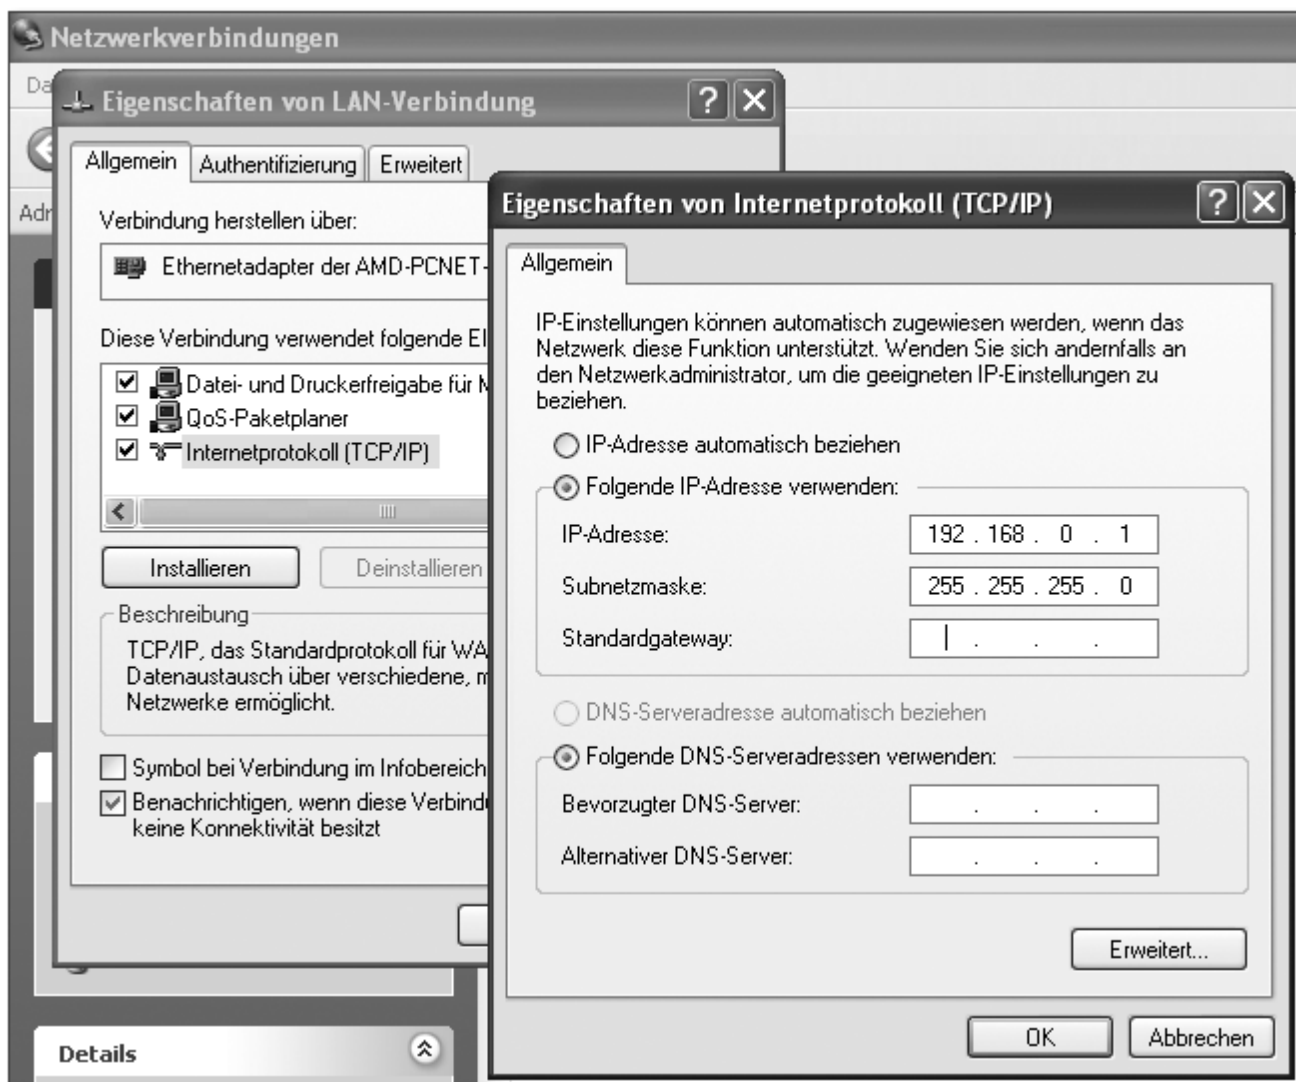 Netzwerkverbindungen
Da
Eigenschaften von LAN-Verbindung
Allgemein
Authentifizierung
Erweitert
Adr
Verbindung herstellen über:
Ethernetadapter der AMD-PCNET-
Diese Verbindung verwendet folgende El
Datei- und Druckerfreigabe für M
QoS-Paketplaner
Internetprotokoll (TCP/IP)
Installieren
Deinstallieren
Beschreibung
TCP/IP, das Standardprotokoll für WA
Datenaustausch über verschiedene, m
Netzwerke ermöglicht.
Symbol bei Verbindung im Infobereich
Benachrichtigen, wenn diese Verbindu
keine Konnektivität besitzt
Details
Eigenschaften von Internetprotokoll (TCP/IP)
Allgemein
IP-Einstellungen können automatisch zugewiesen werden, wenn das
Netzwerk diese Funktion unterstützt. Wenden Sie sich andernfalls an
den Netzwerkadministrator, um die geeigneten IP-Einstellungen zu
beziehen.
IP-Adresse automatisch beziehen
Folgende IP-Adresse verwenden:
IP-Adresse: 192 . 168 . 0 . 1
Subnetzmaske: 255 . 255 . 255 . 0
Standardgateway: . . .
DNS-Serveradresse automatisch beziehen
Folgende DNS-Serveradressen verwenden:
Bevorzugter DNS-Server: . . .
Alternativer DNS-Server: . . .
Erweitert...
OK
Abbrechen